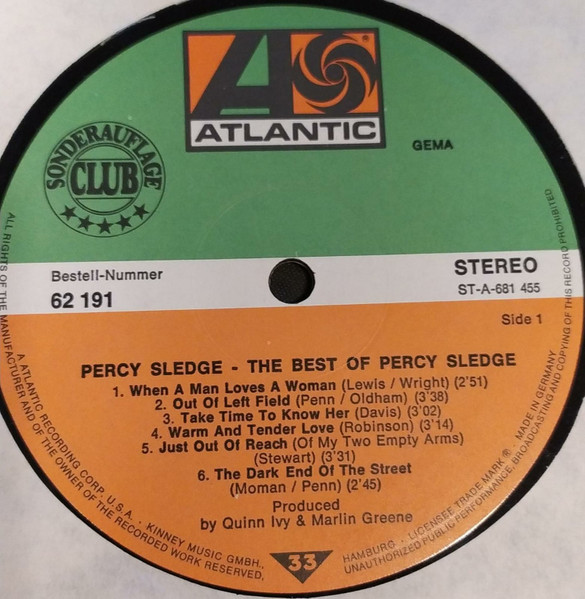 ATLANTIC
®
GEMA
SONDERAUFLAGE
CLUB
Bestell-Nummer
62 191
STEREO
ST-A-681 455
Side 1
PERCY SLEDGE - THE BEST OF PERCY SLEDGE
1. When A Man Loves A Woman (Lewis / Wright) (2'51)
2. Out Of Left Field (Penn / Oldham) (3'38)
3. Take Time To Know Her (Davis) (3'02)
4. Warm And Tender Love (Robinson) (3'14)
5. Just Out Of Reach (Of My Two Empty Arms)
(Stewart) (3'31)
6. The Dark End Of The Street
(Moman / Penn) (2'45)
Produced
by Quinn Ivy & Marlin Greene
33
A ATLANTIC RECORDING CORP. U.S.A. · KINNEY MUSIC GMBH., HAMBURG · LICENSEE TRADE MARK® · MADE IN GERMANY
ALL RIGHTS OF THE MANUFACTURER AND OF THE OWNER OF THE RECORDED WORK RESERVED, UNAUTHORIZED PUBLIC PERFORMANCE, BROADCASTING AND COPYING OF THIS RECORD PROHIBITED